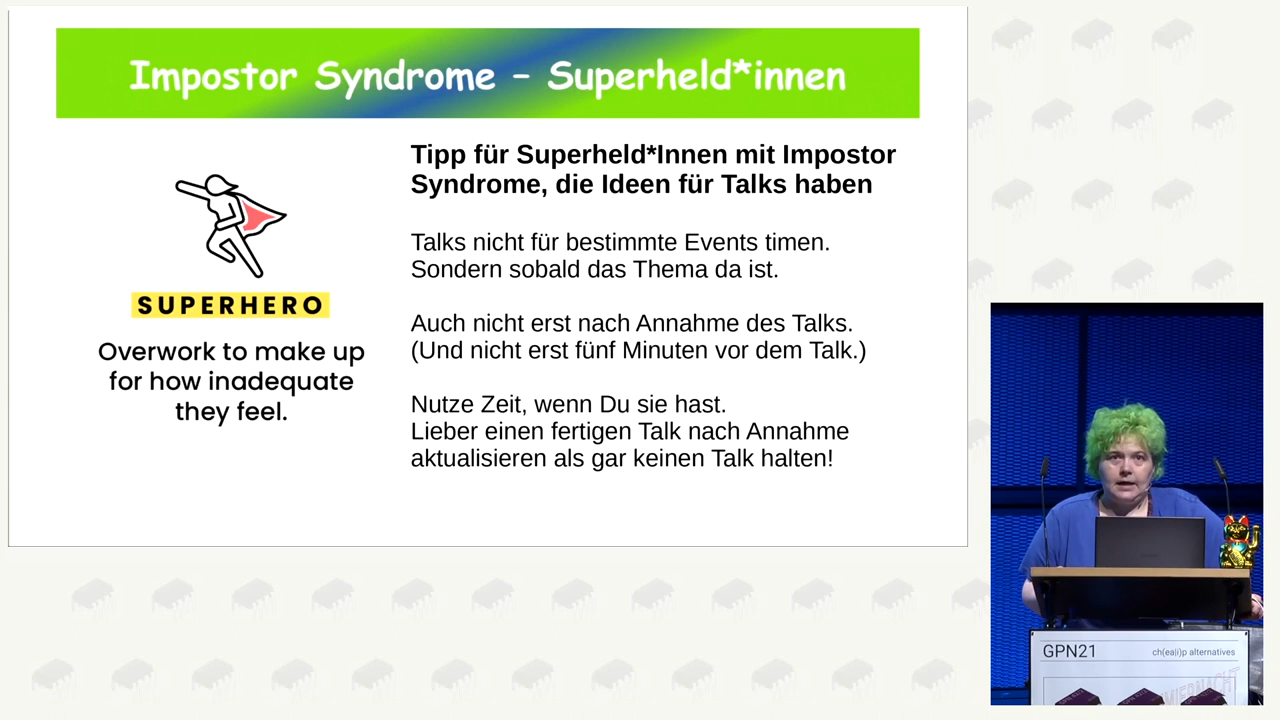 Impostor Syndrome – Superheld*innen
Tipp für Superheld*Innen mit Impostor
Syndrome, die Ideen für Talks haben
Talks nicht für bestimmte Events timen.
Sondern sobald das Thema da ist.
Auch nicht erst nach Annahme des Talks.
(Und nicht erst fünf Minuten vor dem Talk.)
Nutze Zeit, wenn Du sie hast.
Lieber einen fertigen Talk nach Annahme
aktualisieren als gar keinen Talk halten!
SUPERHERO
Overwork to make up
for how inadequate
they feel.
GPN21
ch(ea|i)p alternatives